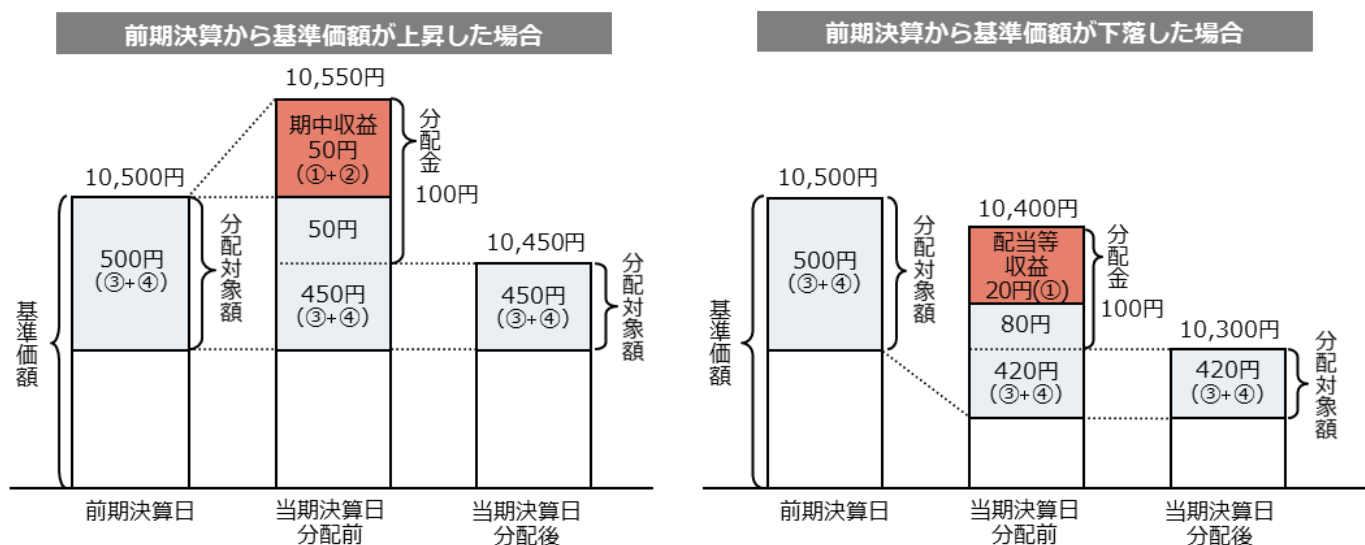 前期決算から基準価額が上昇した場合
10,550円
期中収益
50円
(①+②)
分配金
100円
10,500円
500円
(③+④)
分配対象額
50円
450円
(③+④)
10,450円
450円
(③+④)
分配対象額
基準価額
前期決算日
当期決算日
分配前
当期決算日
分配後
前期決算から基準価額が下落した場合
10,500円
500円
(③+④)
分配対象額
10,400円
配当等
収益
20円(①)
分配金
100円
80円
420円
(③+④)
10,300円
420円
(③+④)
分配対象額
基準価額
前期決算日
当期決算日
分配前
当期決算日
分配後